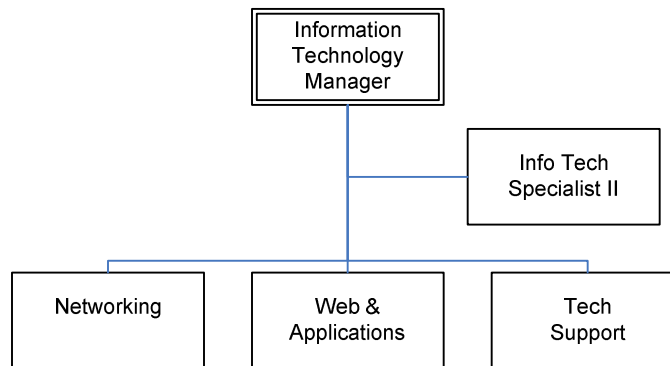 Information
Technology
Manager
Info Tech
Specialist II
Networking
Web &
Applications
Tech
Support